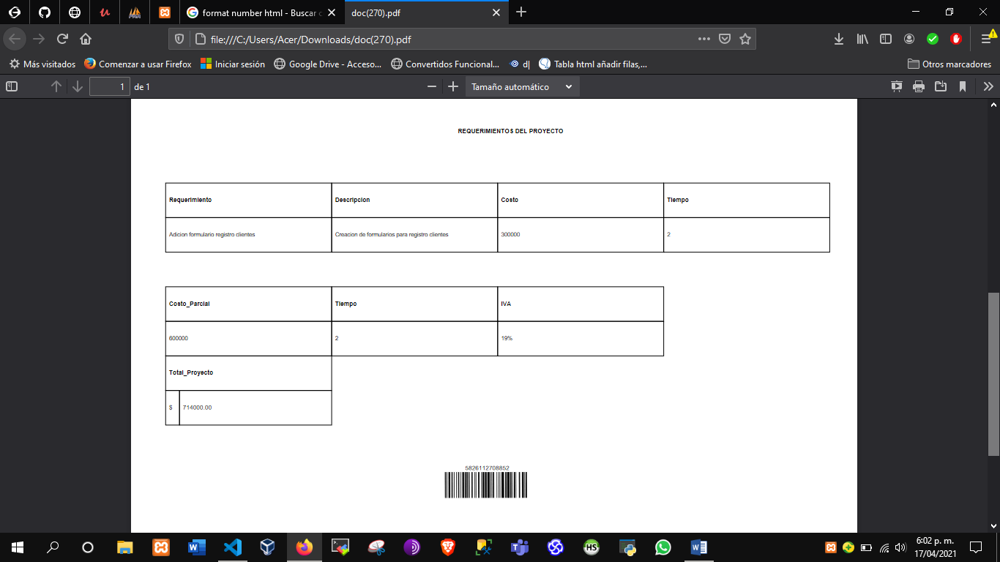 format number html - Buscar c
doc(270).pdf
file:///C:/Users/Acer/Downloads/doc(270).pdf
Más visitados Comenzar a usar Firefox Iniciar sesión Google Drive - Acceso... Convertidos Funcional... d| Tabla html añadir filas,... Otros marcadores
1 de 1 Tamaño automático
REQUERIMIENTOS DEL PROYECTO
Requerimiento Descripcion Costo Tiempo
Adicion formulario registro clientes Creacion de formularios para registro clientes 300000 2
Costo_Parcial Tiempo IVA
600000 2 19%
Total_Proyecto
$ 714000.00
5826112708852
6:02 p. m.
17/04/2021